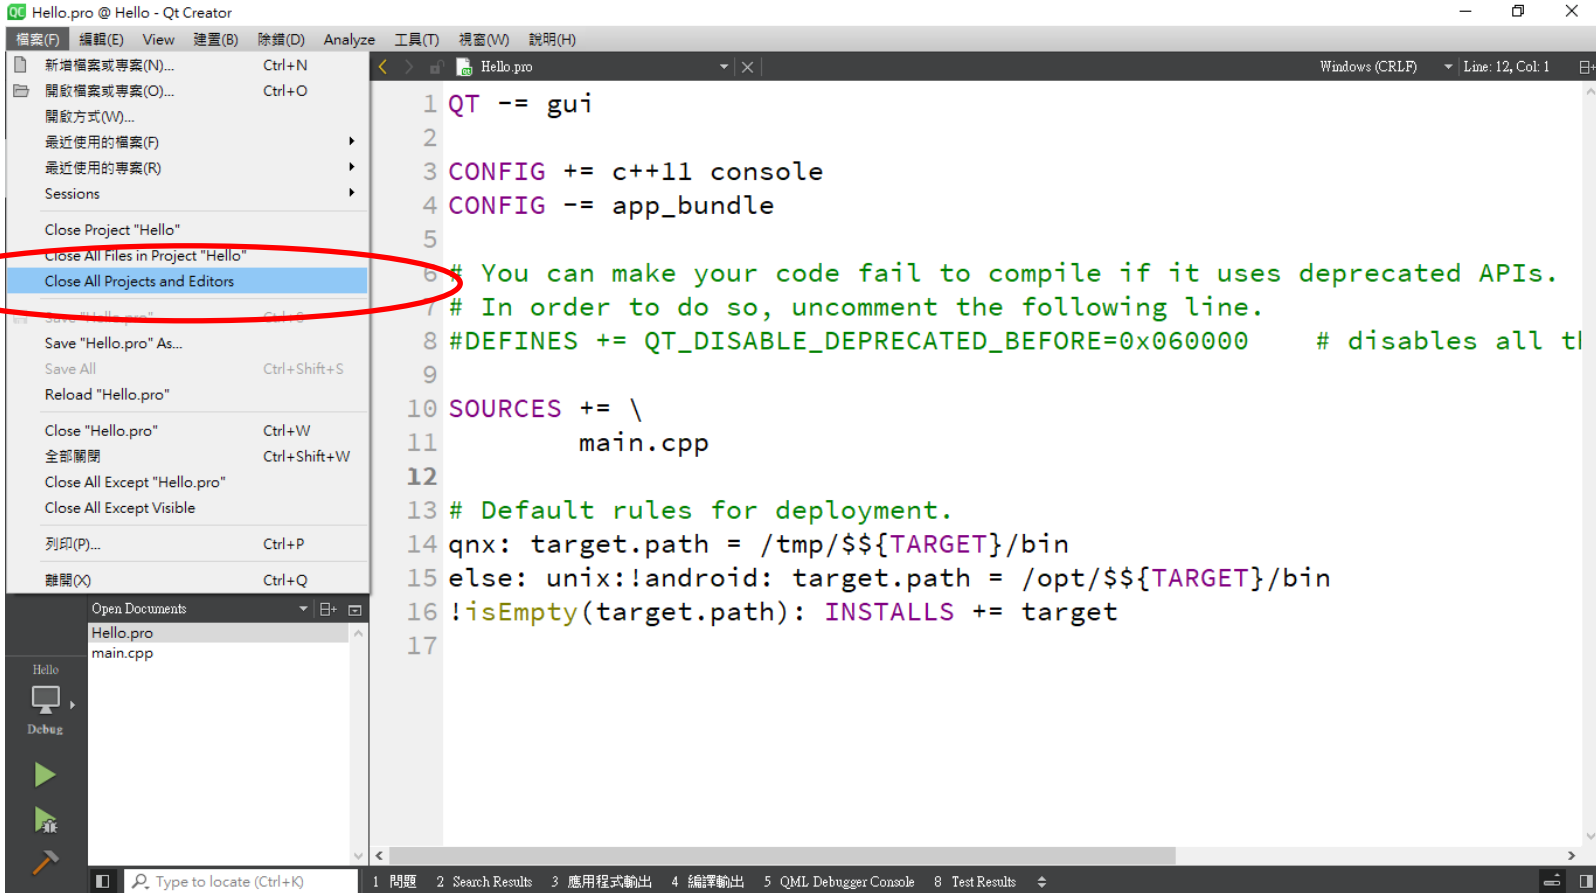 Hello.pro @ Hello - Qt Creator
檔案(F) 編輯(E) View 建置(B) 除錯(D) Analyze 工具(T) 視窗(W) 說明(H)
新增檔案或專案(N)... Ctrl+N
開啟檔案或專案(O)... Ctrl+O
開啟方式(W)...
最近使用的檔案(F)
最近使用的專案(R)
Sessions
Close Project "Hello"
Close All Files in Project "Hello"
Close All Projects and Editors
Save "Hello.pro" Ctrl+S
Save "Hello.pro" As...
Save All Ctrl+Shift+S
Reload "Hello.pro"
Close "Hello.pro" Ctrl+W
全部關閉 Ctrl+Shift+W
Close All Except "Hello.pro"
Close All Except Visible
列印(P)... Ctrl+P
離開(X) Ctrl+Q
Open Documents
Hello.pro
main.cpp
Hello
Debug
Hello.pro Windows (CRLF) Line: 12, Col: 1
1 QT -= gui
2
3 CONFIG += c++11 console
4 CONFIG -= app_bundle
5
6 # You can make your code fail to compile if it uses deprecated APIs.
7 # In order to do so, uncomment the following line.
8 #DEFINES += QT_DISABLE_DEPRECATED_BEFORE=0x060000 # disables all th
9
10 SOURCES += \
11 main.cpp
12
13 # Default rules for deployment.
14 qnx: target.path = /tmp/$${TARGET}/bin
15 else: unix:!android: target.path = /opt/$${TARGET}/bin
16 !isEmpty(target.path): INSTALLS += target
17
Type to locate (Ctrl+K) 1 問題 2 Search Results 3 應用程式輸出 4 編譯輸出 5 QML Debugger Console 8 Test Results